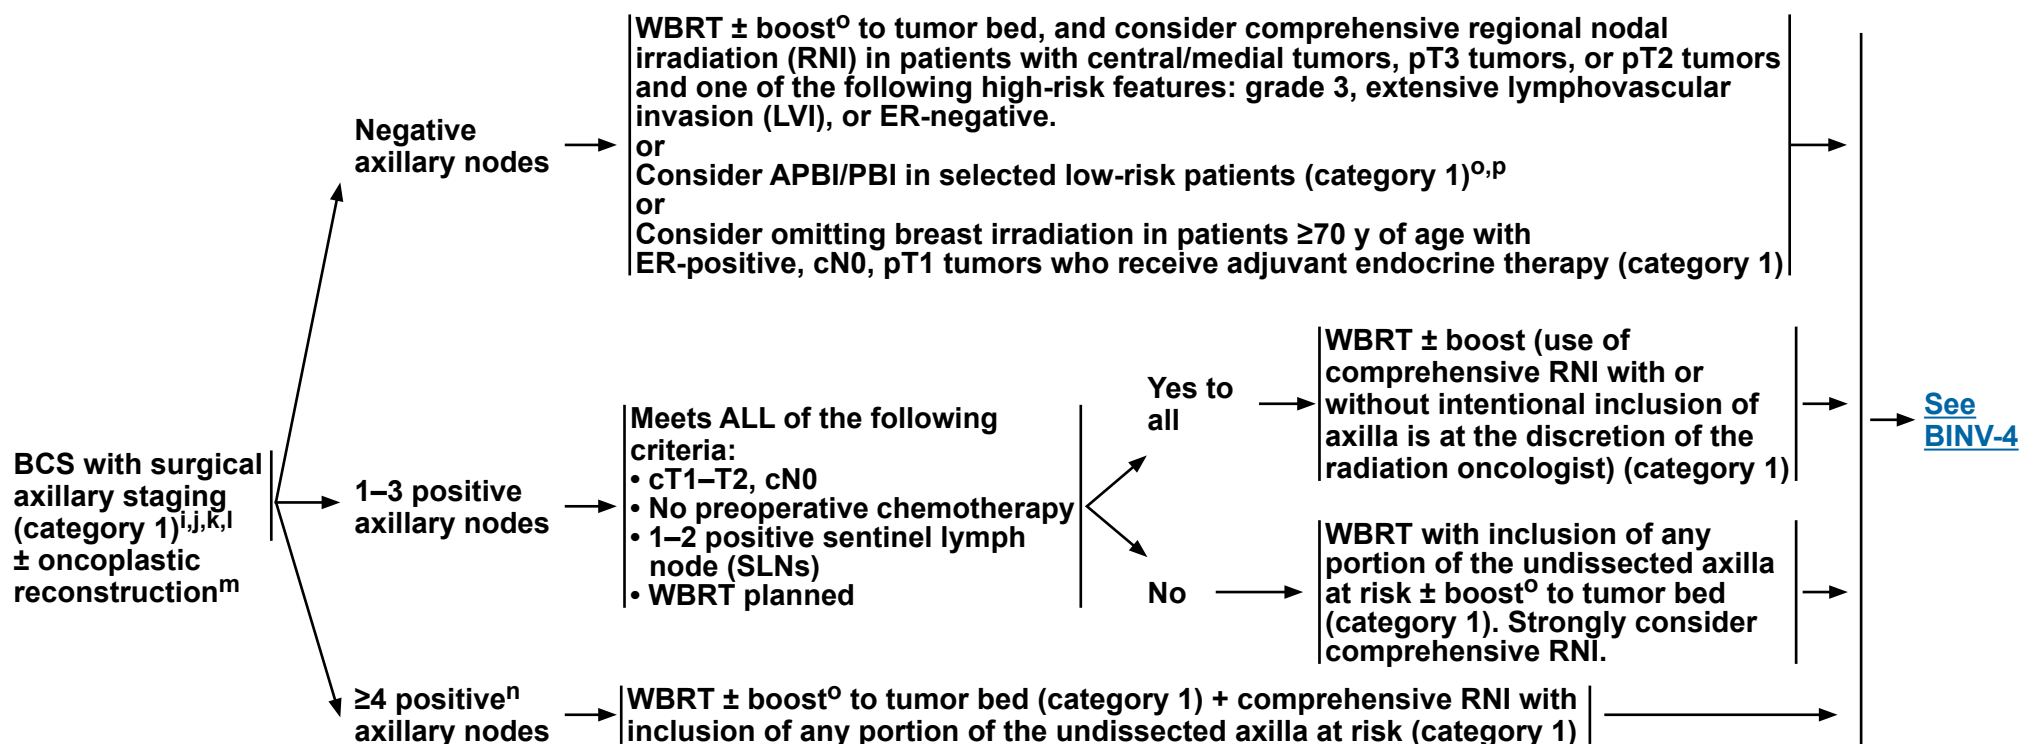 WBRT ± boostᵒ to tumor bed, and consider comprehensive regional nodal
irradiation (RNI) in patients with central/medial tumors, pT3 tumors, or pT2 tumors
and one of the following high-risk features: grade 3, extensive lymphovascular
invasion (LVI), or ER-negative.
or
Consider APBI/PBI in selected low-risk patients (category 1)ᵒ,ᵖ
or
Consider omitting breast irradiation in patients ≥70 y of age with
ER-positive, cN0, pT1 tumors who receive adjuvant endocrine therapy (category 1)
Negative
axillary nodes
BCS with surgical
axillary staging
(category 1)ⁱ,ʲ,ᵏ,ˡ
± oncoplastic
reconstructionᵐ
1–3 positive
axillary nodes
Meets ALL of the following
criteria:
• cT1–T2, cN0
• No preoperative chemotherapy
• 1–2 positive sentinel lymph
node (SLNs)
• WBRT planned
Yes to
all
WBRT ± boost (use of
comprehensive RNI with or
without intentional inclusion of
axilla is at the discretion of the
radiation oncologist) (category 1)
No
WBRT with inclusion of any
portion of the undissected axilla
at risk ± boostᵒ to tumor bed
(category 1). Strongly consider
comprehensive RNI.
≥4 positiveⁿ
axillary nodes
WBRT ± boostᵒ to tumor bed (category 1) + comprehensive RNI with
inclusion of any portion of the undissected axilla at risk (category 1)
See
BINV-4